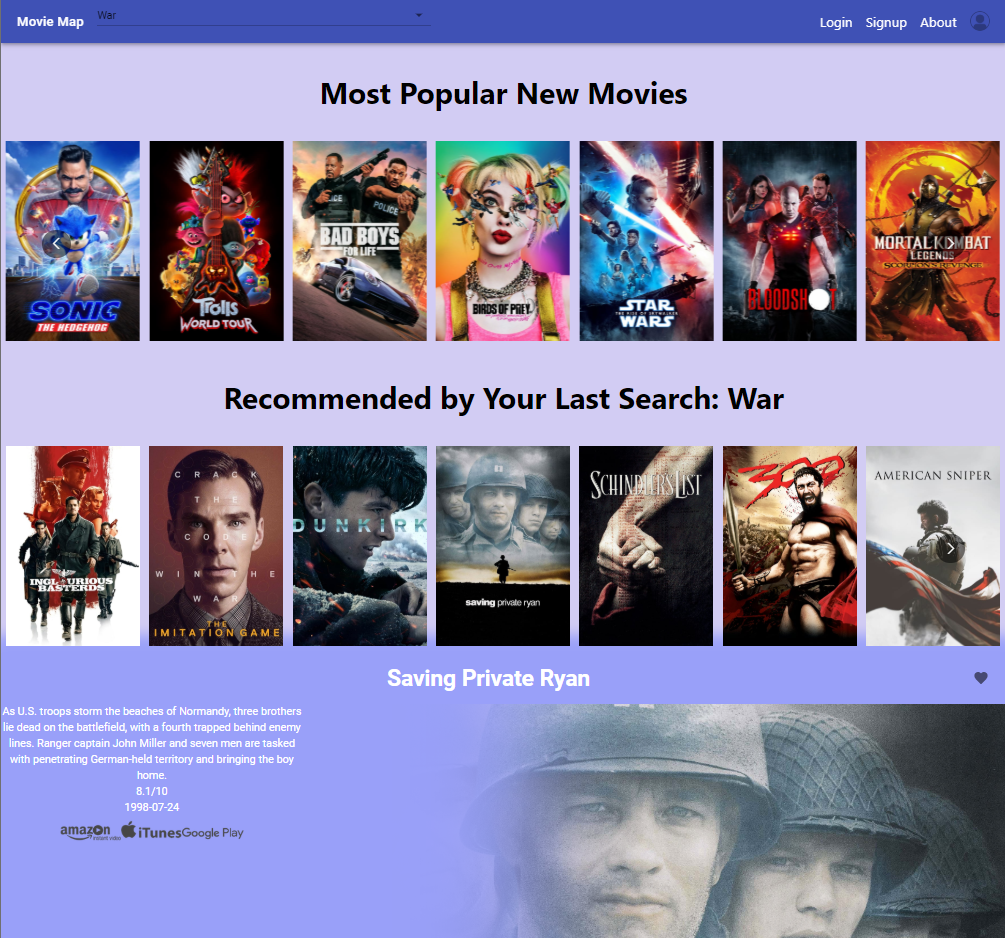 Movie Map
War
Login Signup About
Most Popular New Movies
SONIC
THE HEDGEHOG
Trolls
WORLD TOUR
POLICE
BAD BOYS
FOR LIFE
BIRDS OF PREY
STAR
THE RISE OF SKYWALKER
WARS
BLOODSHOT
MORTAL KOMBAT
LEGENDS
SCORPION'S REVENGE
Recommended by Your Last Search: War
INGLOURIOUS
BASTERDS
CRACK
THE
CODE
WIN THE
WAR
THE
IMITATION GAME
DUNKIRK
saving private ryan
SCHINDLER'S LIST
300
AMERICAN SNIPER
Saving Private Ryan
As U.S. troops storm the beaches of Normandy, three brothers
lie dead on the battlefield, with a fourth trapped behind enemy
lines. Ranger captain John Miller and seven men are tasked
with penetrating German-held territory and bringing the boy
home.
8.1/10
1998-07-24
amazon instant video iTunes Google Play